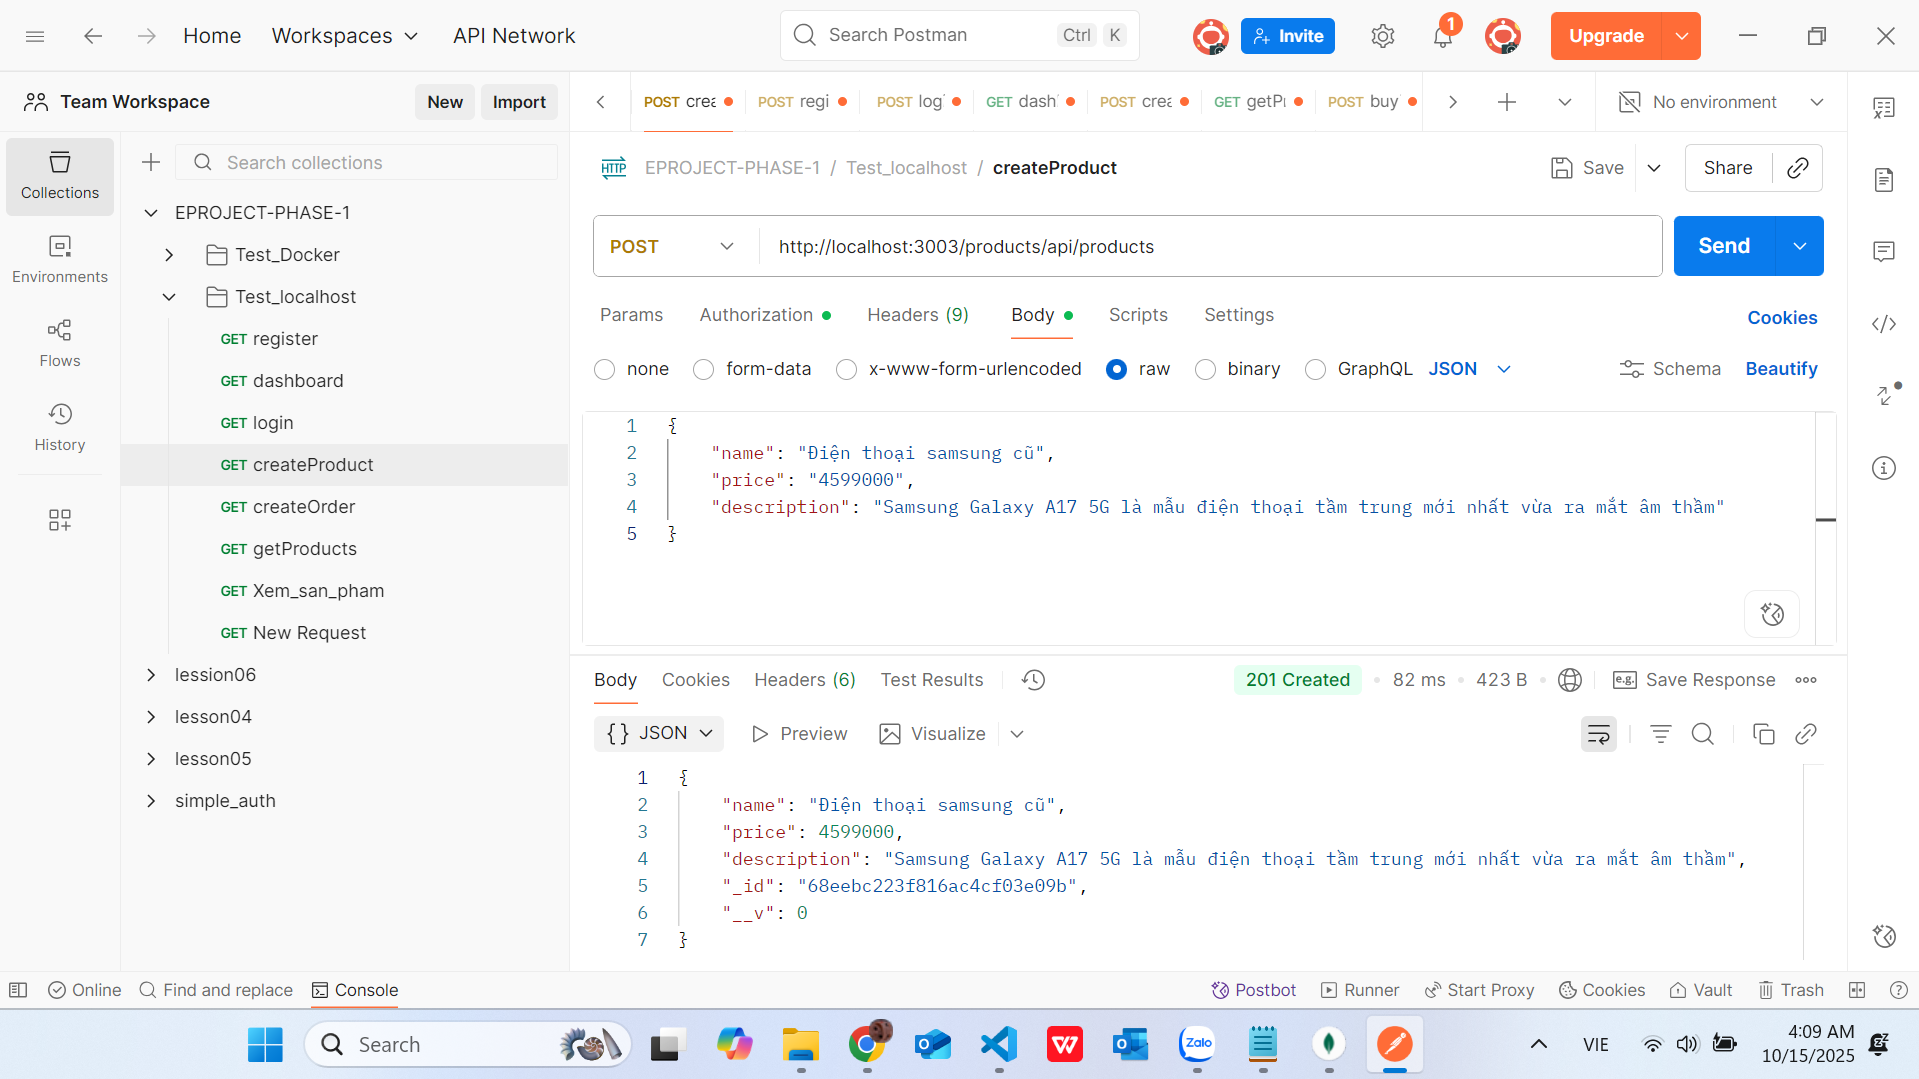 Home
Workspaces
API Network
Search Postman
Ctrl
K
Invite
1
Upgrade
Team Workspace
New
Import
POST crea
POST regi
POST log
GET dash
POST crea
GET getP
POST buy
No environment
Collections
Environments
Flows
History
Search collections
EPROJECT-PHASE-1
Test_Docker
Test_localhost
GET register
GET dashboard
GET login
GET createProduct
GET createOrder
GET getProducts
GET Xem_san_pham
GET New Request
lession06
lesson04
lesson05
simple_auth
HTTP
EPROJECT-PHASE-1 / Test_localhost / createProduct
Save
Share
POST
http://localhost:3003/products/api/products
Send
Params
Authorization
Headers (9)
Body
Scripts
Settings
Cookies
none
form-data
x-www-form-urlencoded
raw
binary
GraphQL
JSON
Schema
Beautify
1 {
2 "name": "Điện thoại samsung cũ",
3 "price": "4599000",
4 "description": "Samsung Galaxy A17 5G là mẫu điện thoại tầm trung mới nhất vừa ra mắt âm thầm"
5 }
Body
Cookies
Headers (6)
Test Results
201 Created
82 ms
423 B
e.g.
Save Response
{} JSON
Preview
Visualize
1 {
2 "name": "Điện thoại samsung cũ",
3 "price": 4599000,
4 "description": "Samsung Galaxy A17 5G là mẫu điện thoại tầm trung mới nhất vừa ra mắt âm thầm",
5 "_id": "68eebc223f816ac4cf03e09b",
6 "__v": 0
7 }
Online
Find and replace
Console
Postbot
Runner
Start Proxy
Cookies
Vault
Trash
Search
Zalo
VIE
4:09 AM
10/15/2025